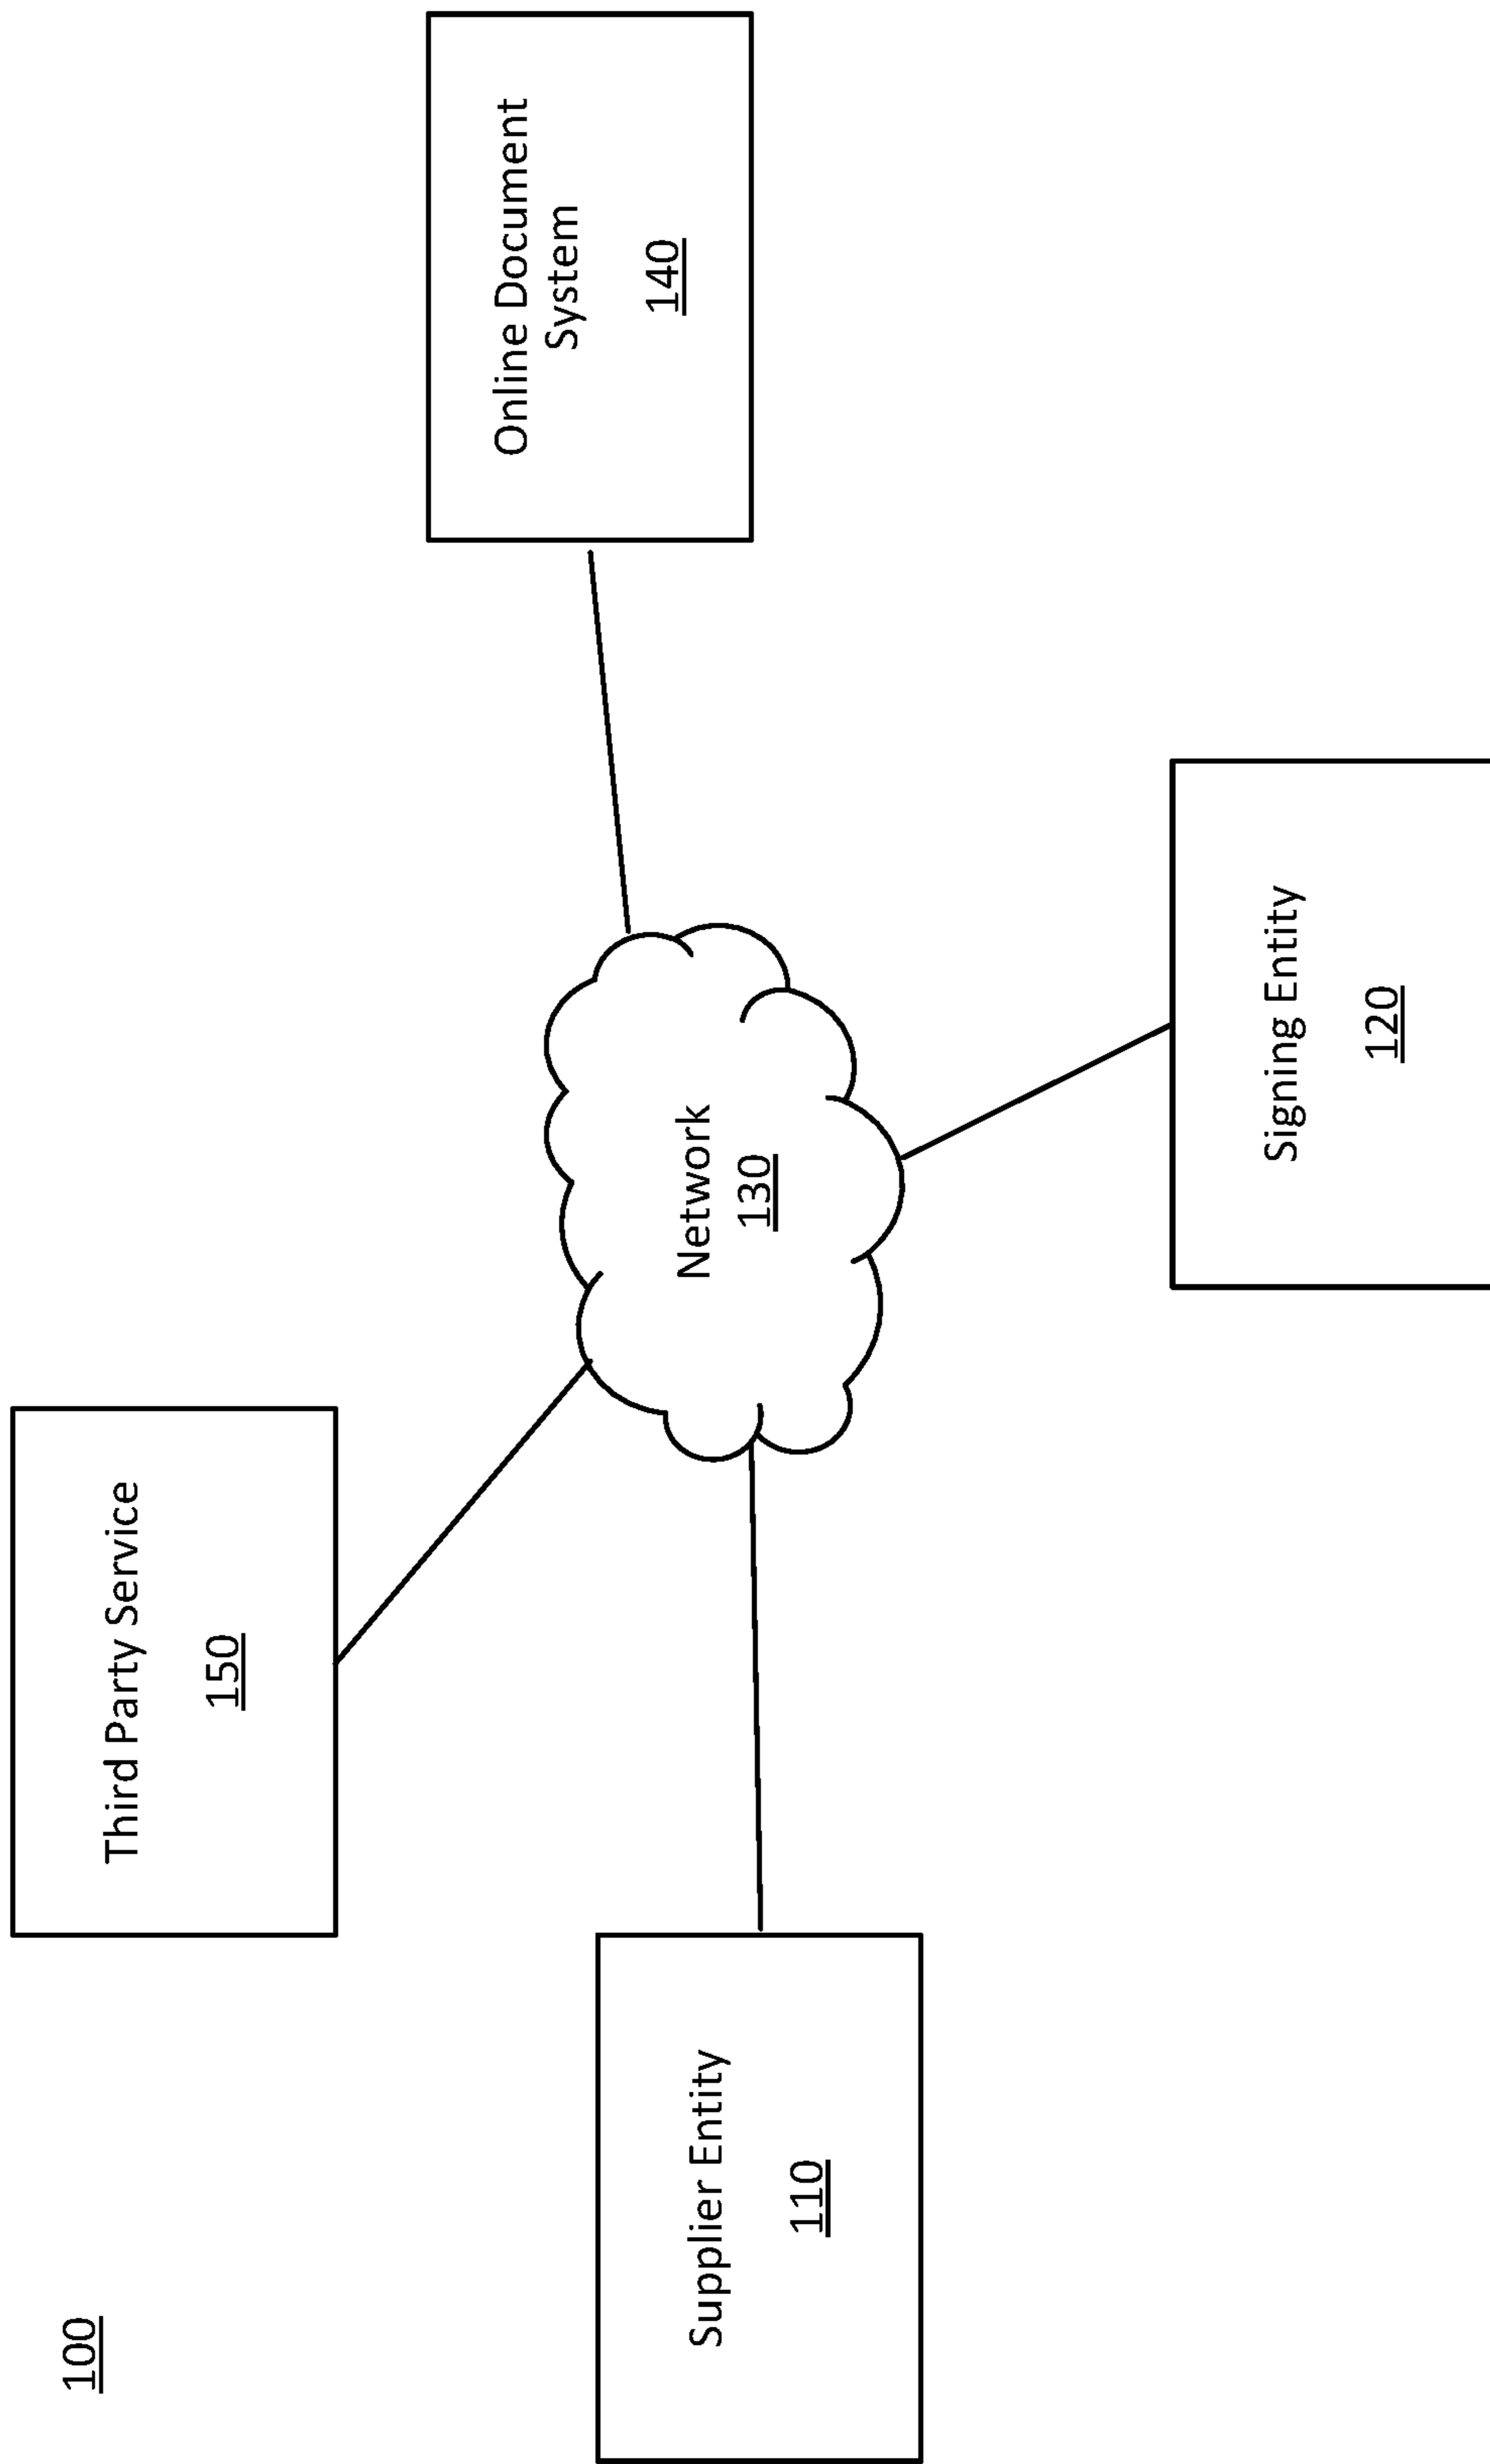 100
Third Party Service
150
Online Document
System
140
Supplier Entity
110
Network
130
Signing Entity
120